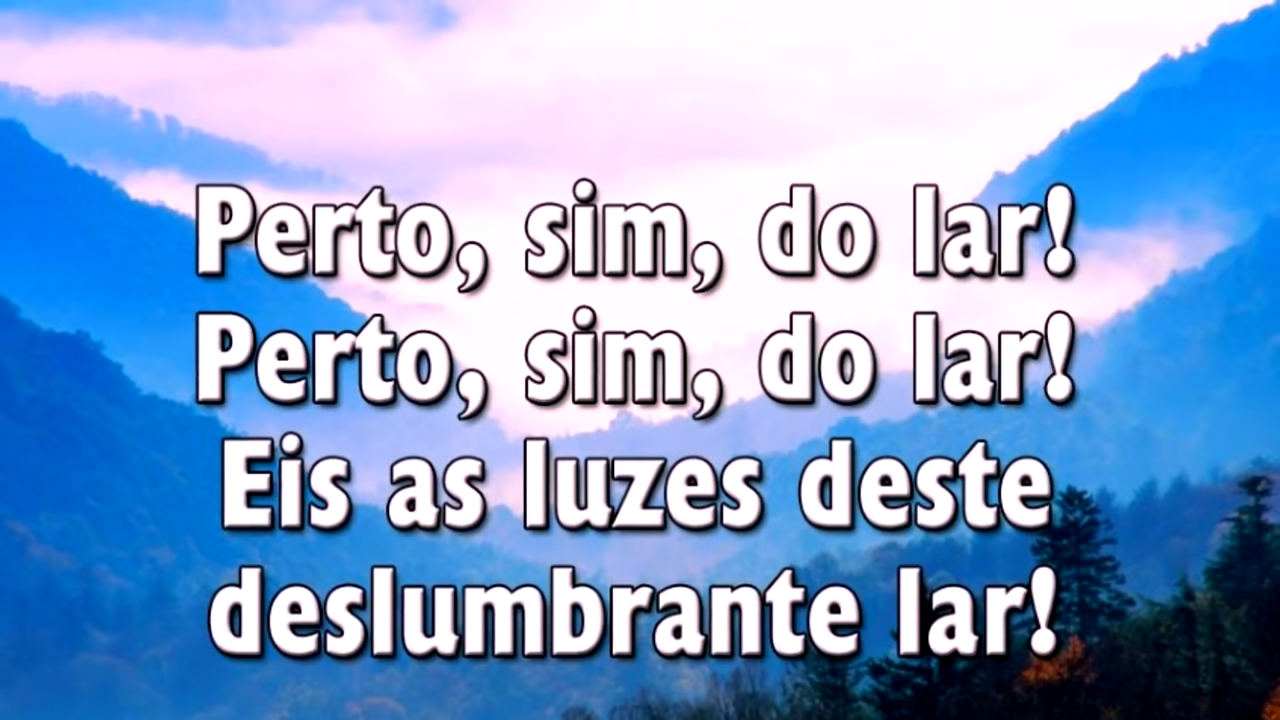 Perto, sim, do lar!
Perto, sim, do lar!
Eis as luzes deste
deslumbrante lar!